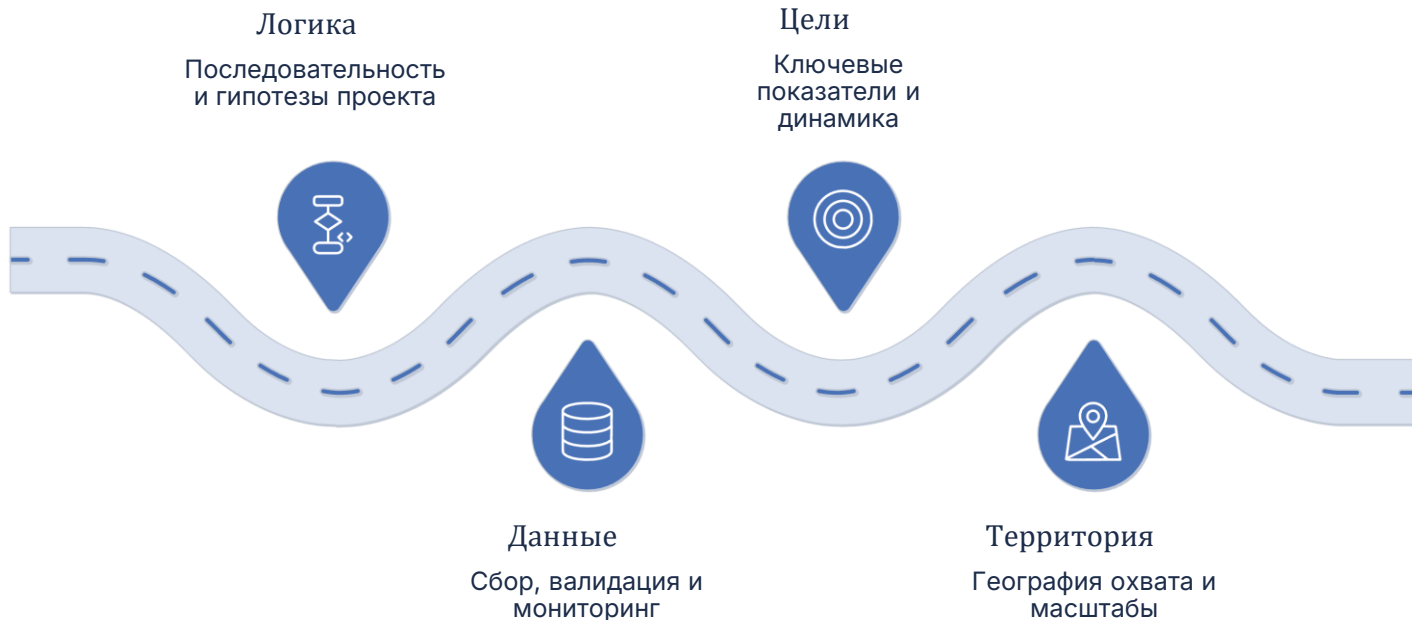 Логика
Последовательность
и гипотезы проекта
Данные
Сбор, валидация и
мониторинг
Цели
Ключевые
показатели и
динамика
Территория
География охвата и
масштабы